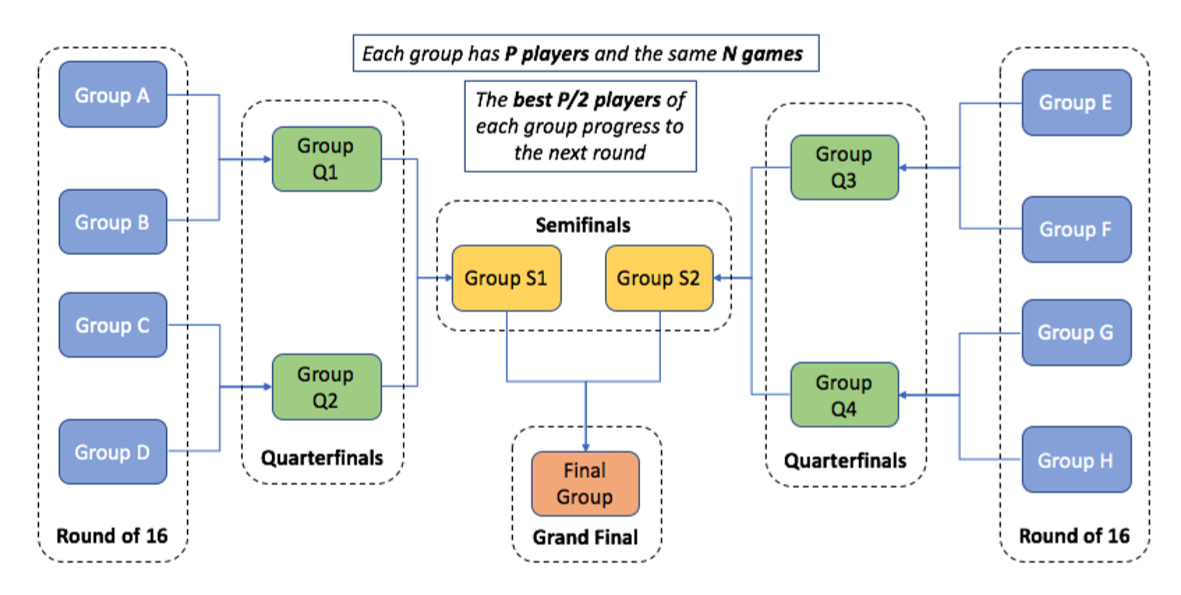 Each group has P players and the same N games
The best P/2 players of
each group progress to
the next round
Group A
Group B
Group C
Group D
Round of 16
Group
Q1
Group
Q2
Quarterfinals
Semifinals
Group S1
Group S2
Final
Group
Grand Final
Group
Q3
Group
Q4
Quarterfinals
Group E
Group F
Group G
Group H
Round of 16